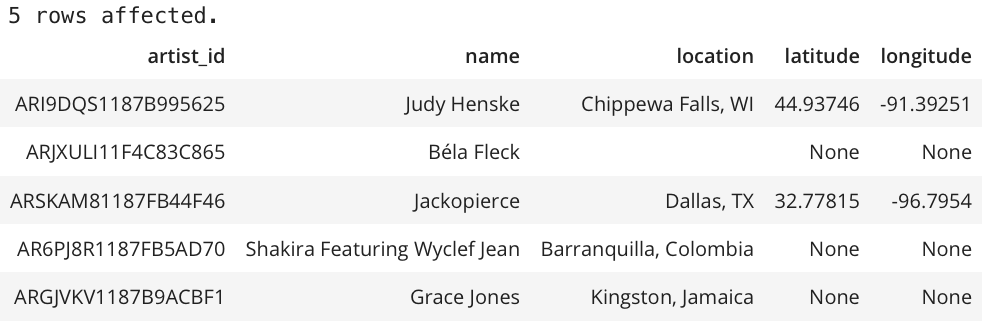 5 rows affected.
artist_id name location latitude longitude
ARI9DQS1187B995625 Judy Henske Chippewa Falls, WI 44.93746 -91.39251
ARJXULI11F4C83C865 Béla Fleck None None
ARSKAM81187FB44F46 Jackopierce Dallas, TX 32.77815 -96.7954
AR6PJ8R1187FB5AD70 Shakira Featuring Wyclef Jean Barranquilla, Colombia None None
ARGJVKV1187B9ACBF1 Grace Jones Kingston, Jamaica None None